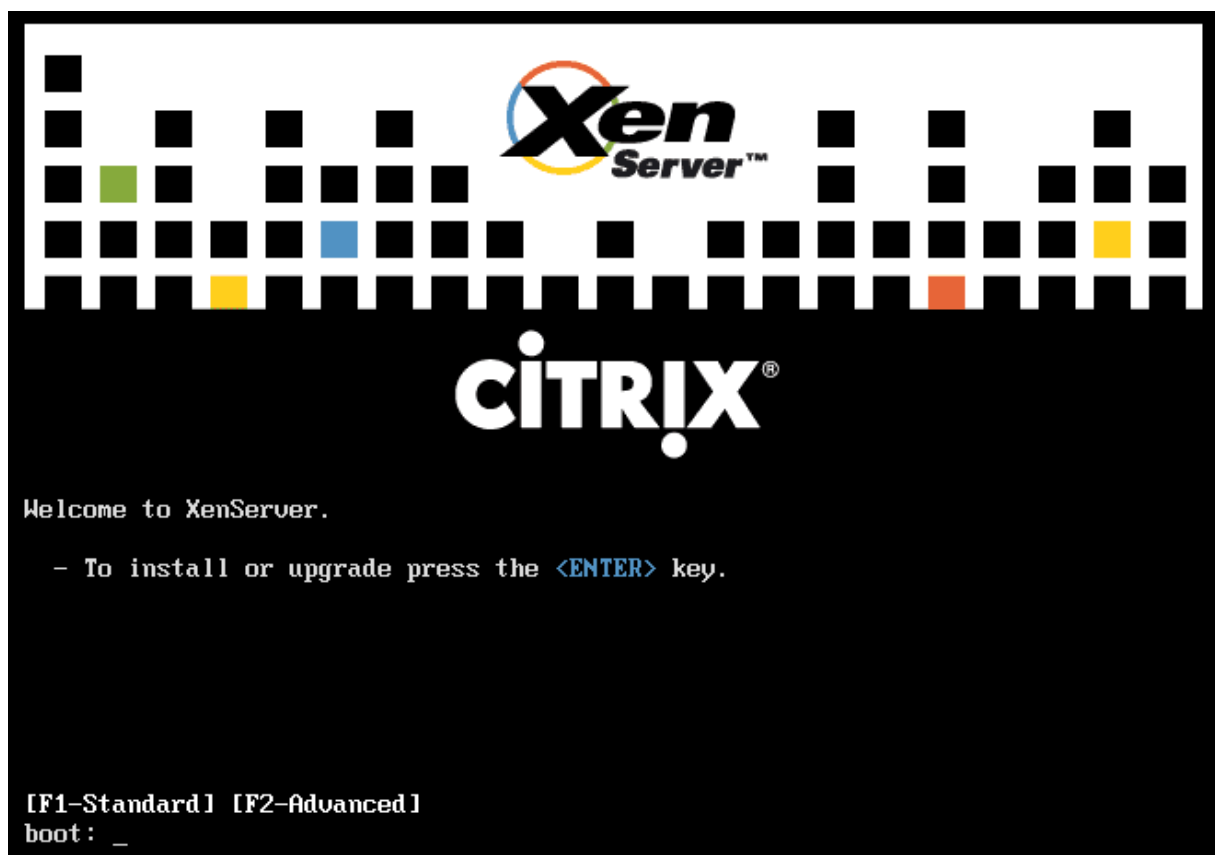 Xen
Server™
CITRIX®
Welcome to XenServer.
- To install or upgrade press the <ENTER> key.
[F1-Standard] [F2-Advanced]
boot: _